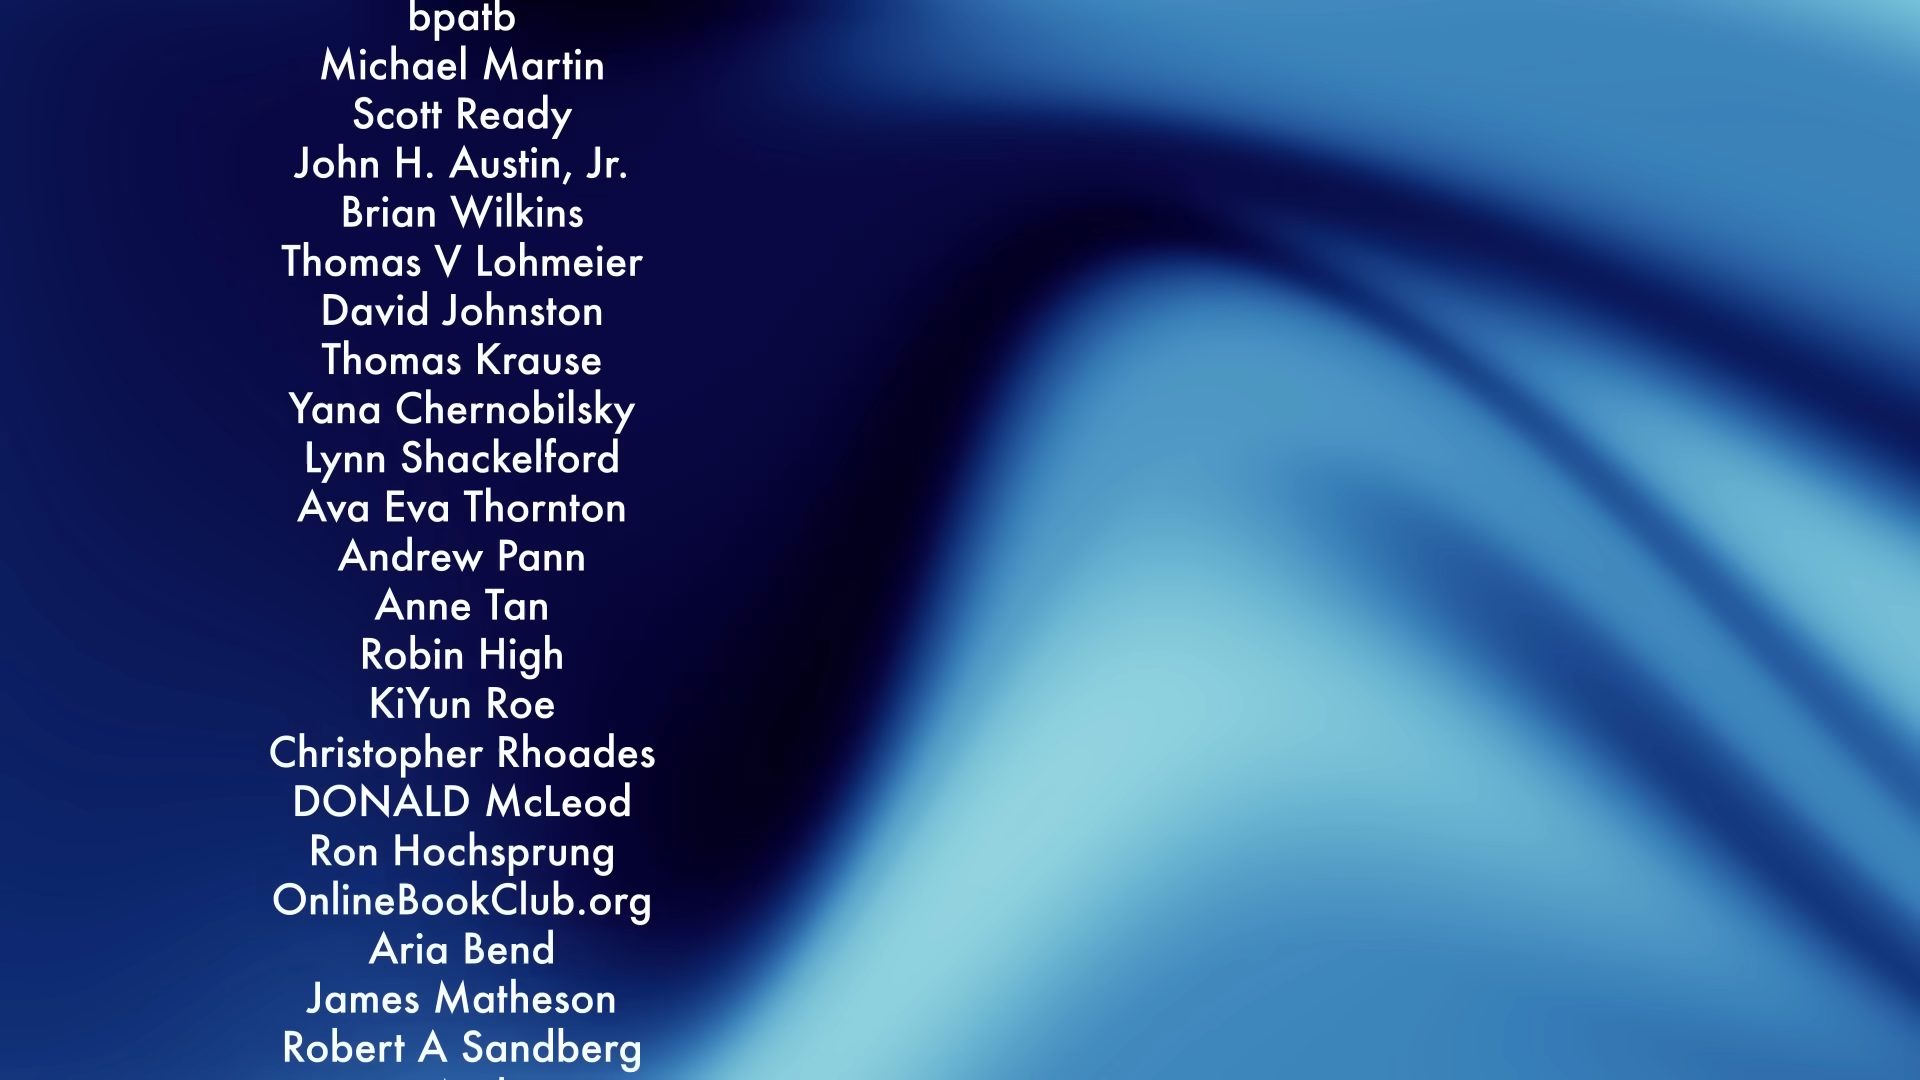 bpatb
Michael Martin
Scott Ready
John H. Austin, Jr.
Brian Wilkins
Thomas V Lohmeier
David Johnston
Thomas Krause
Yana Chernobilsky
Lynn Shackelford
Ava Eva Thornton
Andrew Pann
Anne Tan
Robin High
KiYun Roe
Christopher Rhoades
DONALD McLeod
Ron Hochsprung
OnlineBookClub.org
Aria Bend
James Matheson
Robert A Sandberg